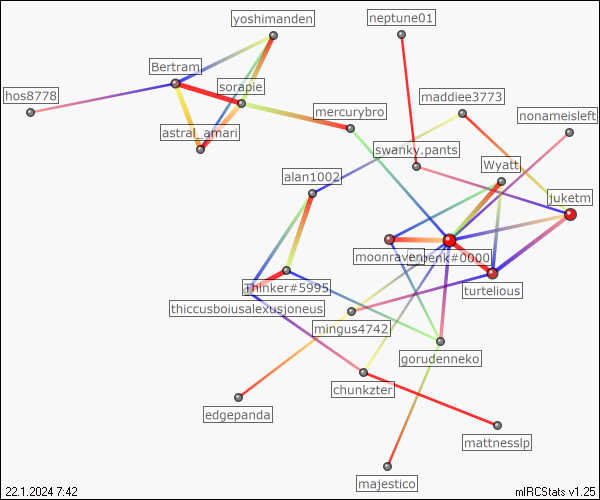 yoshimanden
neptune01
Bertram
sorapie
hos8778
maddiee3773
mercurybro
nonameisleft
astral_amari
swanky.pants
Wyatt
alan1002
juketm
moonraven
penk#0000
Thinker#5995
turtelious
thiccusboiusalexusjoneus
mingus4742
gorudenneko
chunkzter
edgepanda
mattnesslp
majestico
22.1.2024 7:42
mIRCStats v1.25